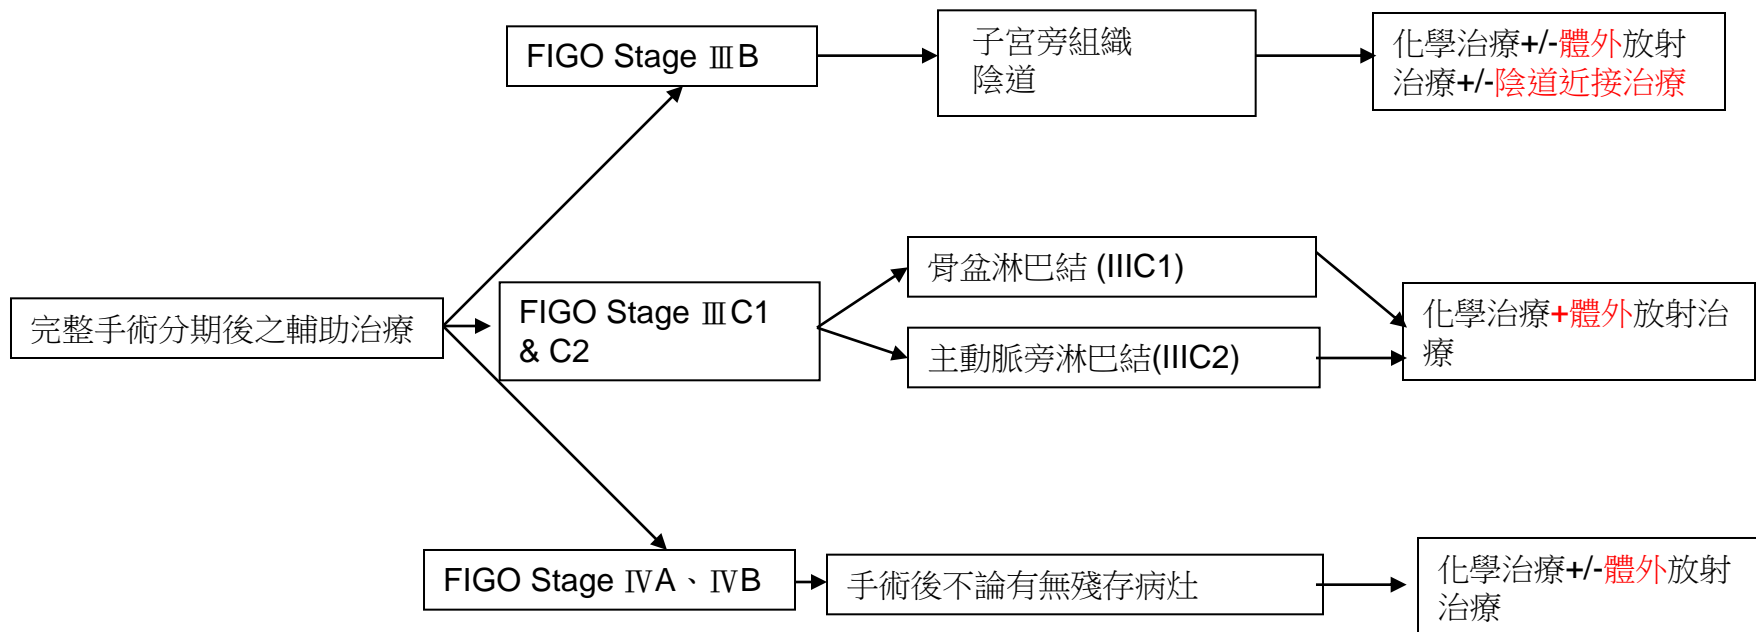 FIGO Stage ⅢB
子宮旁組織
陰道
化學治療+/-體外放射
治療+/-陰道近接治療
完整手術分期後之輔助治療
FIGO Stage ⅢC1
& C2
骨盆淋巴結 (IIIC1)
主動脈旁淋巴結(IIIC2)
化學治療+體外放射治
療
FIGO Stage ⅣA、ⅣB
手術後不論有無殘存病灶
化學治療+/-體外放射
治療